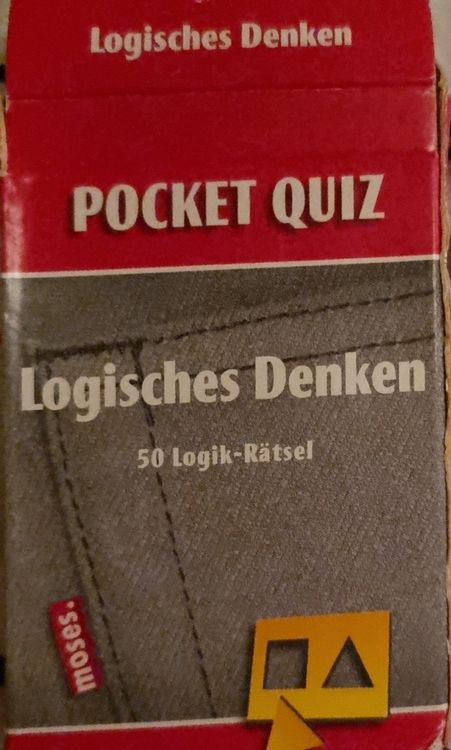 Logisches Denken
POCKET QUIZ
Logisches Denken
50 Logik-Rätsel
moses.